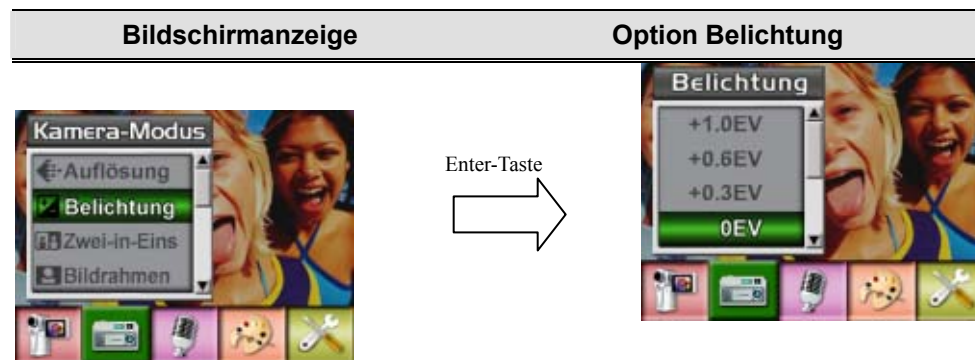 Bildschirmanzeige
Option Belichtung
Kamera-Modus
Auflösung
Belichtung
Zwei-in-Eins
Bildrahmen
Enter-Taste
Belichtung
+1.0EV
+0.6EV
+0.3EV
0EV